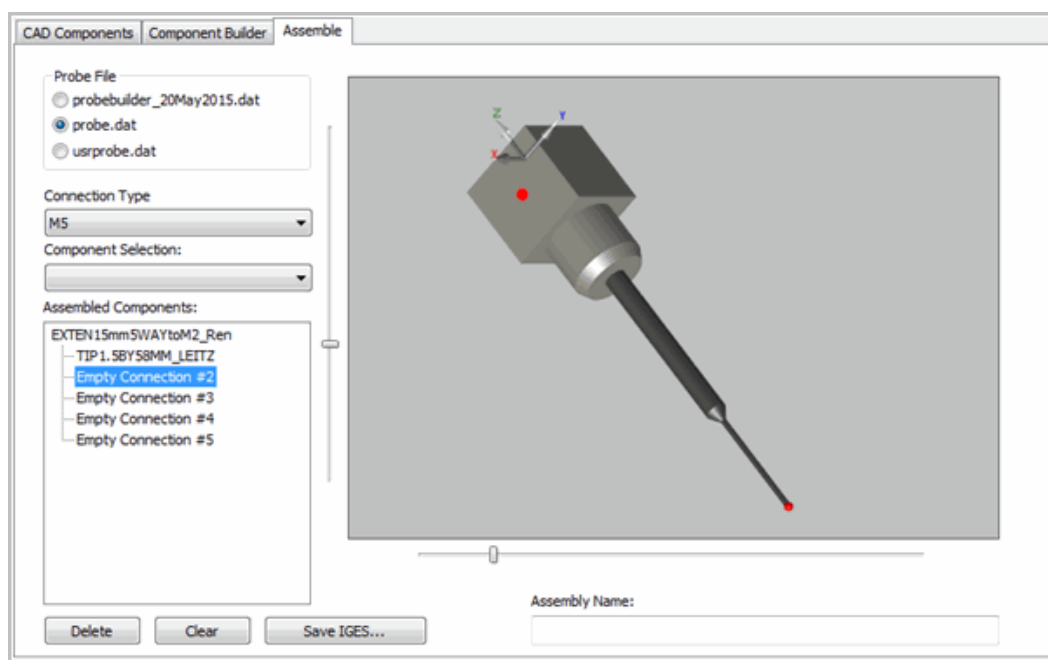 CAD Components Component Builder Assemble
Probe File
probebuilder_20May2015.dat
probe.dat
usrprobe.dat
Connection Type
M5
Component Selection:
Assembled Components:
EXTEN15mm5WAYtoM2_Ren
TIP1.5BY58MM_LEITZ
Empty Connection #2
Empty Connection #3
Empty Connection #4
Empty Connection #5
Z Y
X
Assembly Name:
Delete Clear Save IGES...